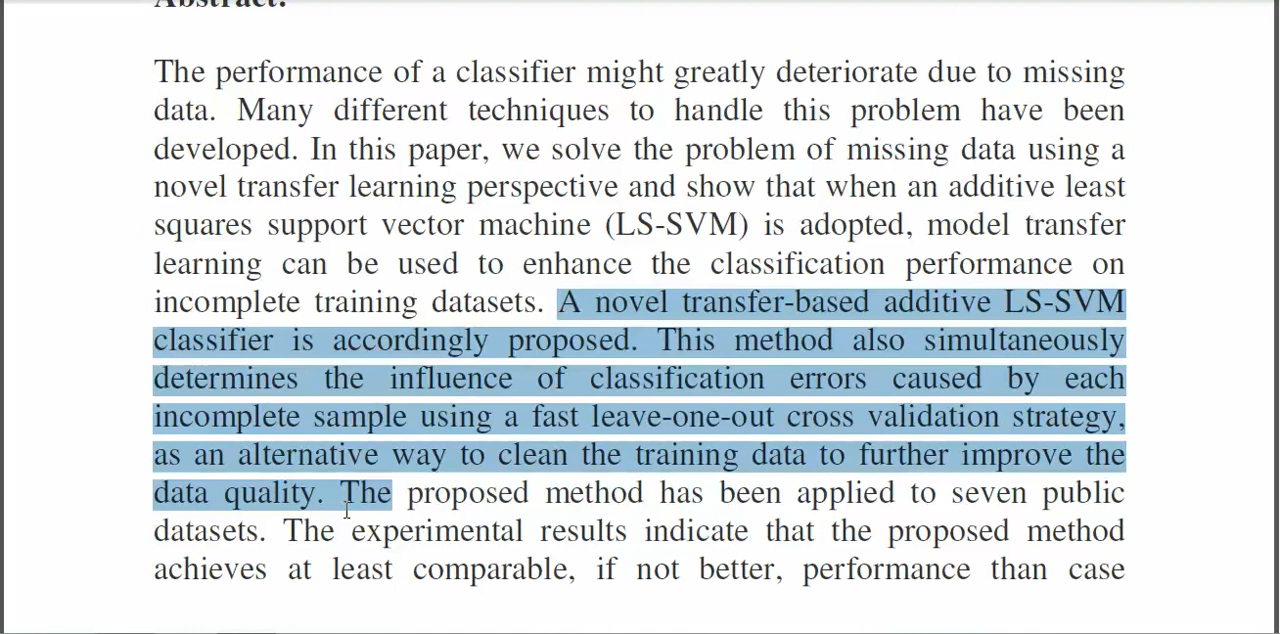 Abstract:
The performance of a classifier might greatly deteriorate due to missing
data. Many different techniques to handle this problem have been
developed. In this paper, we solve the problem of missing data using a
novel transfer learning perspective and show that when an additive least
squares support vector machine (LS-SVM) is adopted, model transfer
learning can be used to enhance the classification performance on
incomplete training datasets. A novel transfer-based additive LS-SVM
classifier is accordingly proposed. This method also simultaneously
determines the influence of classification errors caused by each
incomplete sample using a fast leave-one-out cross validation strategy,
as an alternative way to clean the training data to further improve the
data quality. The proposed method has been applied to seven public
datasets. The experimental results indicate that the proposed method
achieves at least comparable, if not better, performance than case